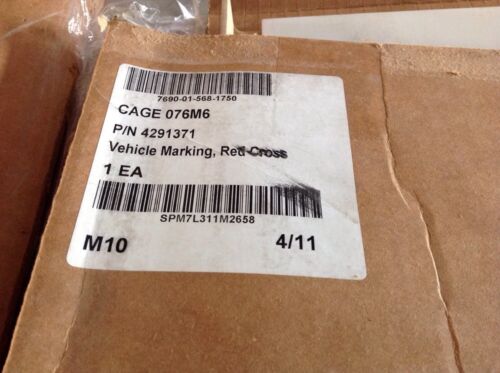 7690-01-568-1750
CAGE 076M6
P/N 4291371
Vehicle Marking, Red Cross
1 EA
SPM7L311M2658
M10 4/11